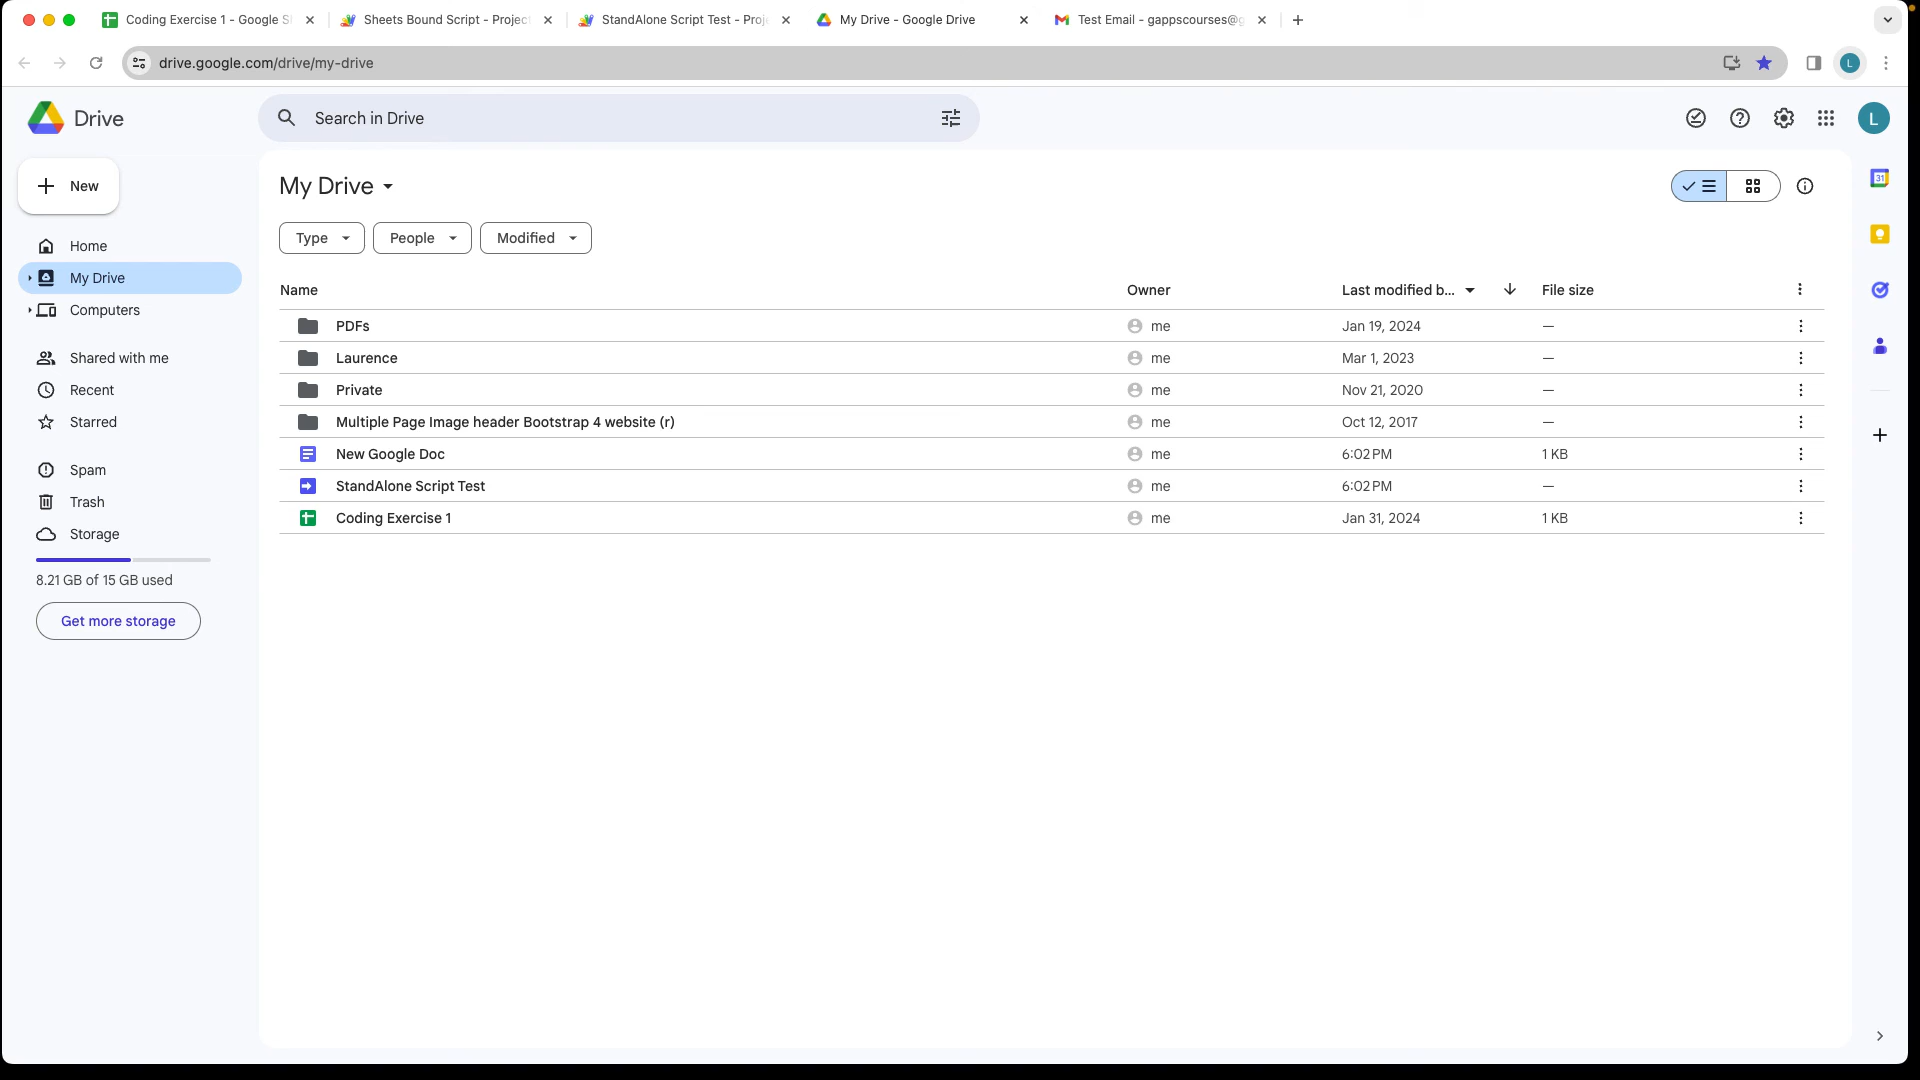 Coding Exercise 1 - Google S
Sheets Bound Script - Project
StandAlone Script Test - Proj
My Drive - Google Drive
Test Email - gappscourses@g
drive.google.com/drive/my-drive
L
Drive
Search in Drive
L
New
My Drive
31
Home
Type
People
Modified
My Drive
Name
Owner
Last modified b...
File size
Computers
PDFs
me
Jan 19, 2024
—
Shared with me
Laurence
me
Mar 1, 2023
—
Recent
Private
me
Nov 21, 2020
—
Starred
Multiple Page Image header Bootstrap 4 website (r)
me
Oct 12, 2017
—
New Google Doc
me
6:02 PM
1 KB
Spam
StandAlone Script Test
me
6:02 PM
—
Trash
Coding Exercise 1
me
Jan 31, 2024
1 KB
Storage
8.21 GB of 15 GB used
Get more storage